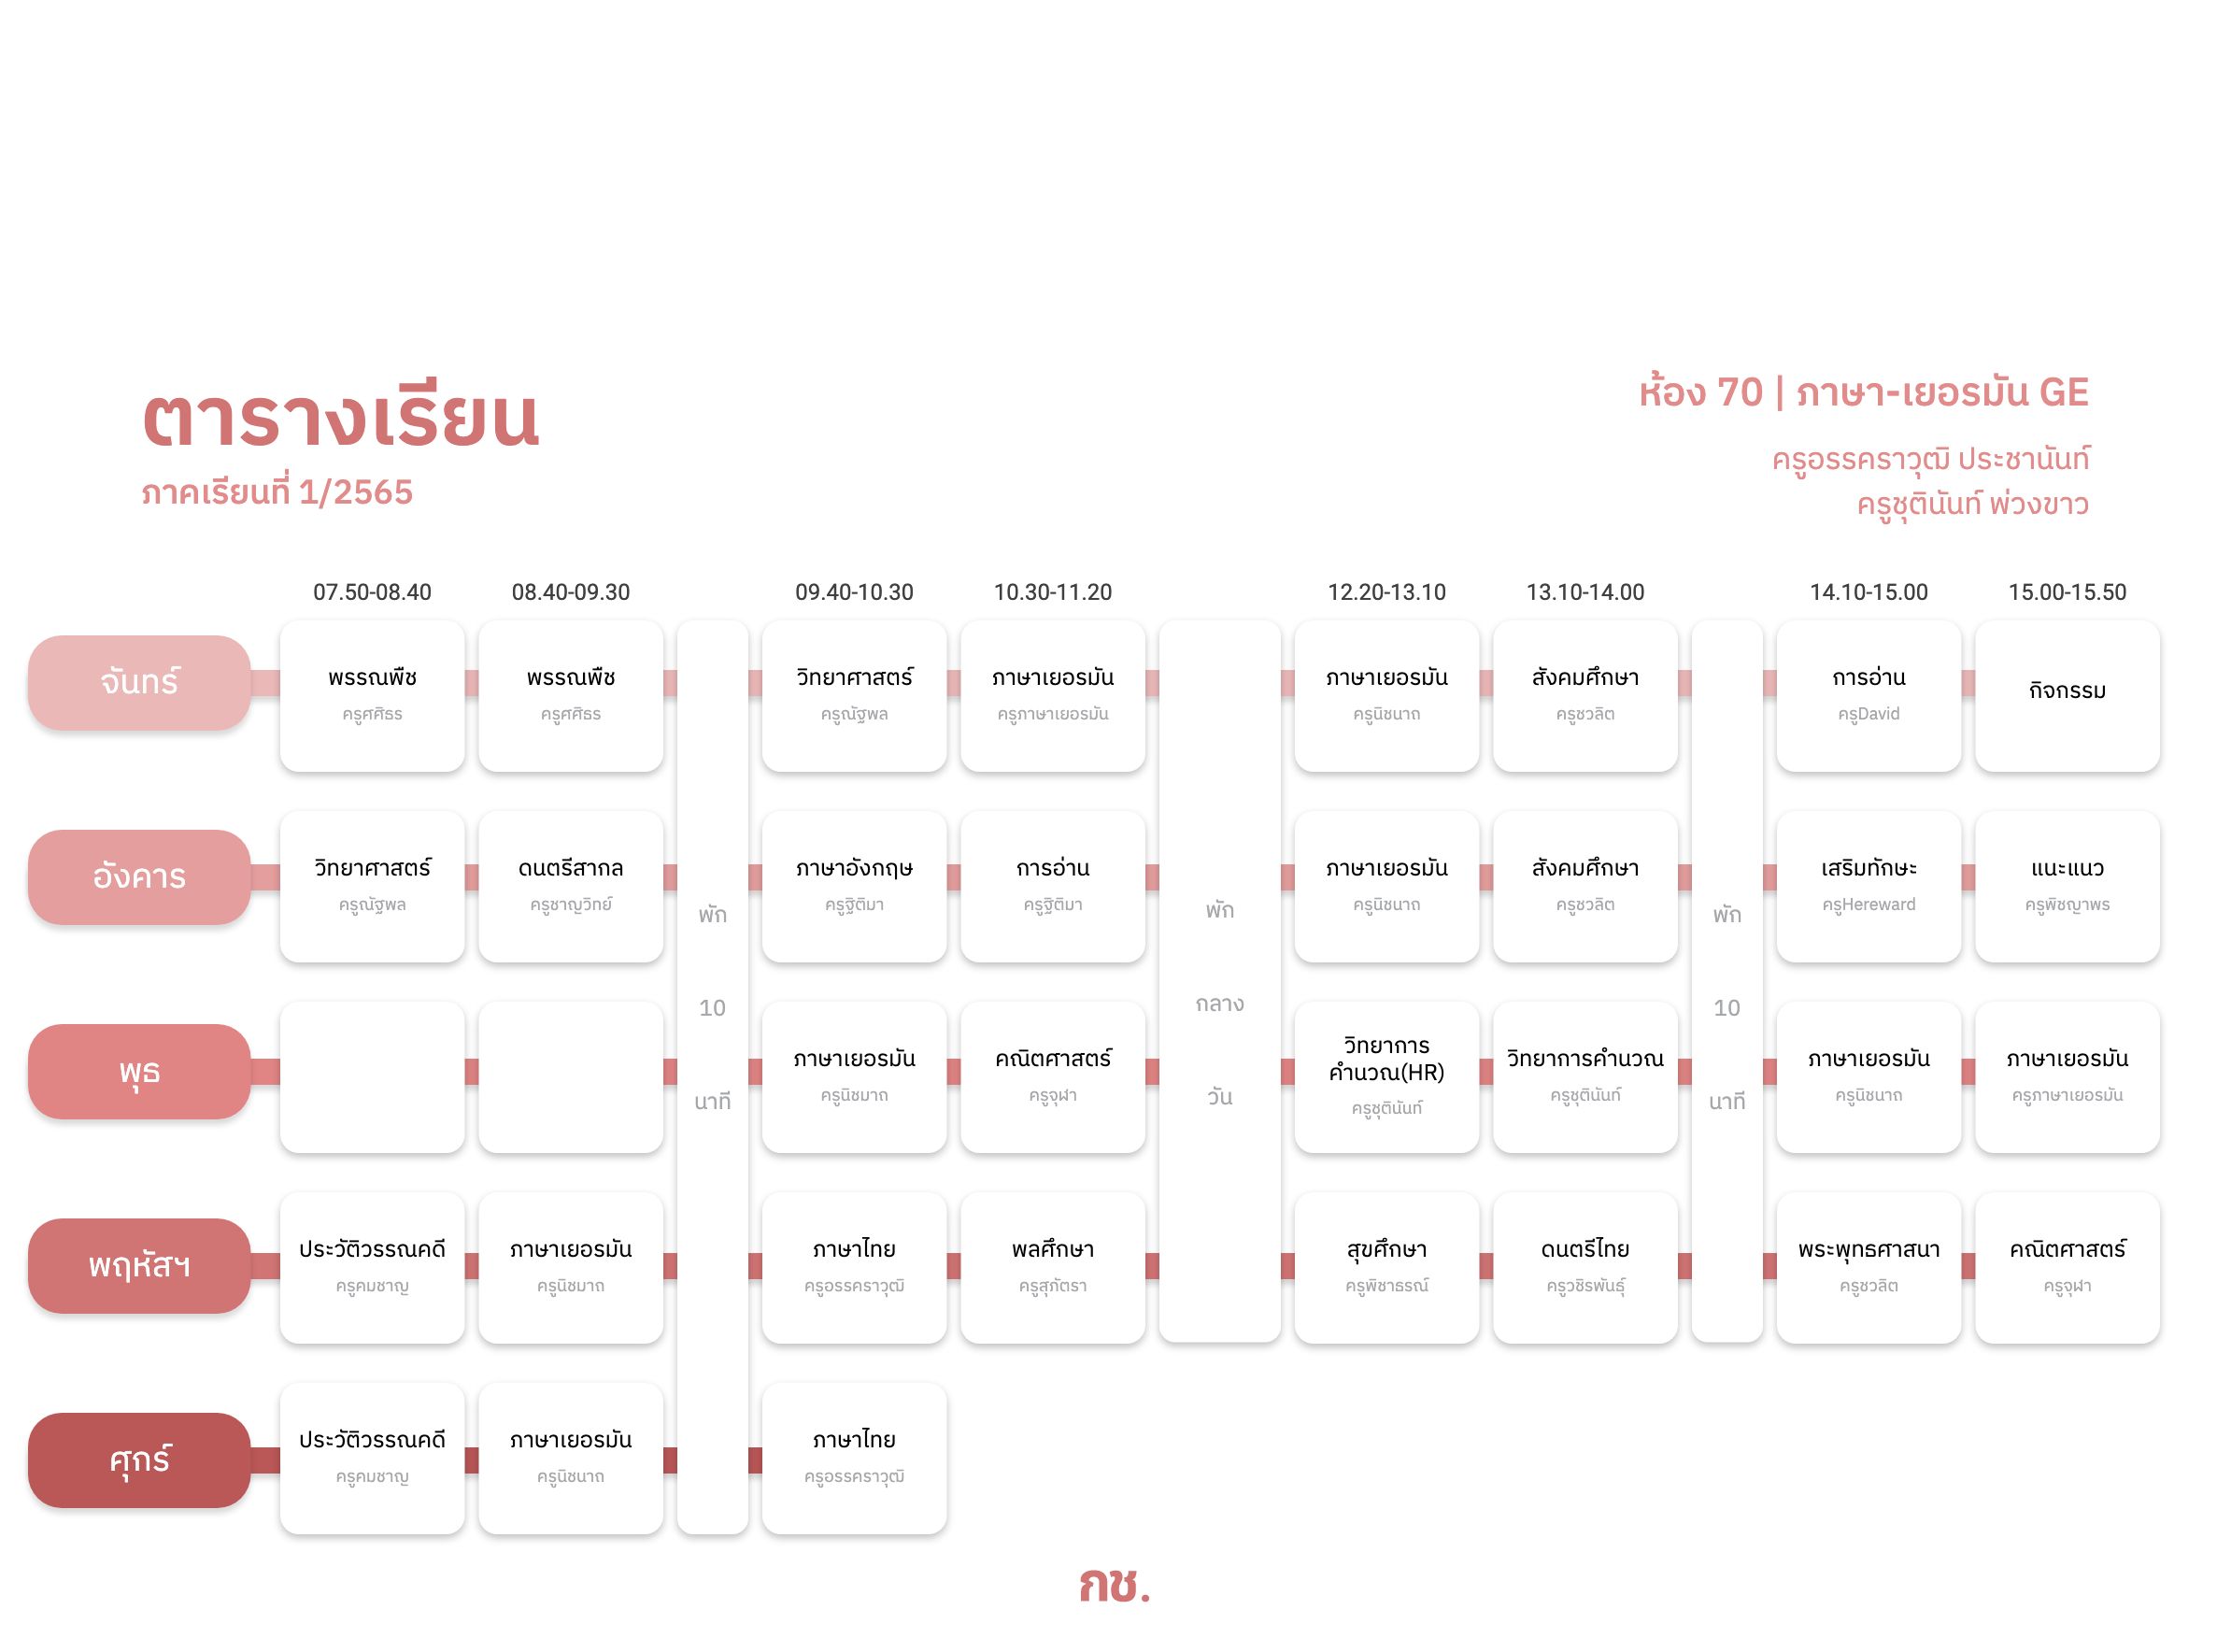 ตารางเรียน
ภาคเรียนที่ 1/2565
ห้อง 70 | ภาษา-เยอรมัน GE
ครูอรรคราวุฒิ ประชานันท์
ครูชุตินันท์ พ่วงขาว
07.50-08.40 08.40-09.30 09.40-10.30 10.30-11.20 12.20-13.10 13.10-14.00 14.10-15.00 15.00-15.50
จันทร์
พรรณพืช
ครูศศิธร
พรรณพืช
ครูศศิธร
วิทยาศาสตร์
ครูณัฐพล
ภาษาเยอรมัน
ครูภาษาเยอรมัน
ภาษาเยอรมัน
ครูนิชนาถ
สังคมศึกษา
ครูชวลิต
การอ่าน
ครูDavid
กิจกรรม
อังคาร
วิทยาศาสตร์
ครูณัฐพล
ดนตรีสากล
ครูชาญวิทย์
ภาษาอังกฤษ
ครูฐิติมา
การอ่าน
ครูฐิติมา
ภาษาเยอรมัน
ครูนิชนาถ
สังคมศึกษา
ครูชวลิต
เสริมทักษะ
ครูHereward
แนะแนว
ครูพิชญาพร
พัก
10
นาที
พัก
กลาง
วัน
พัก
10
นาที
พุธ
ภาษาเยอรมัน
ครูนิชมาถ
คณิตศาสตร์
ครูจุฬา
วิทยาการ
คำนวณ(HR)
ครูชุตินันท์
วิทยาการคำนวณ
ครูชุตินันท์
ภาษาเยอรมัน
ครูนิชนาถ
ภาษาเยอรมัน
ครูภาษาเยอรมัน
พฤหัสฯ
ประวัติวรรณคดี
ครูคมชาญ
ภาษาเยอรมัน
ครูนิชมาถ
ภาษาไทย
ครูอรรคราวุฒิ
พลศึกษา
ครูสุภัตรา
สุขศึกษา
ครูพิชาธรณ์
ดนตรีไทย
ครูวชิรพันธุ์
พระพุทธศาสนา
ครูชวลิต
คณิตศาสตร์
ครูจุฬา
ศุกร์
ประวัติวรรณคดี
ครูคมชาญ
ภาษาเยอรมัน
ครูนิชนาถ
ภาษาไทย
ครูอรรคราวุฒิ
กช.